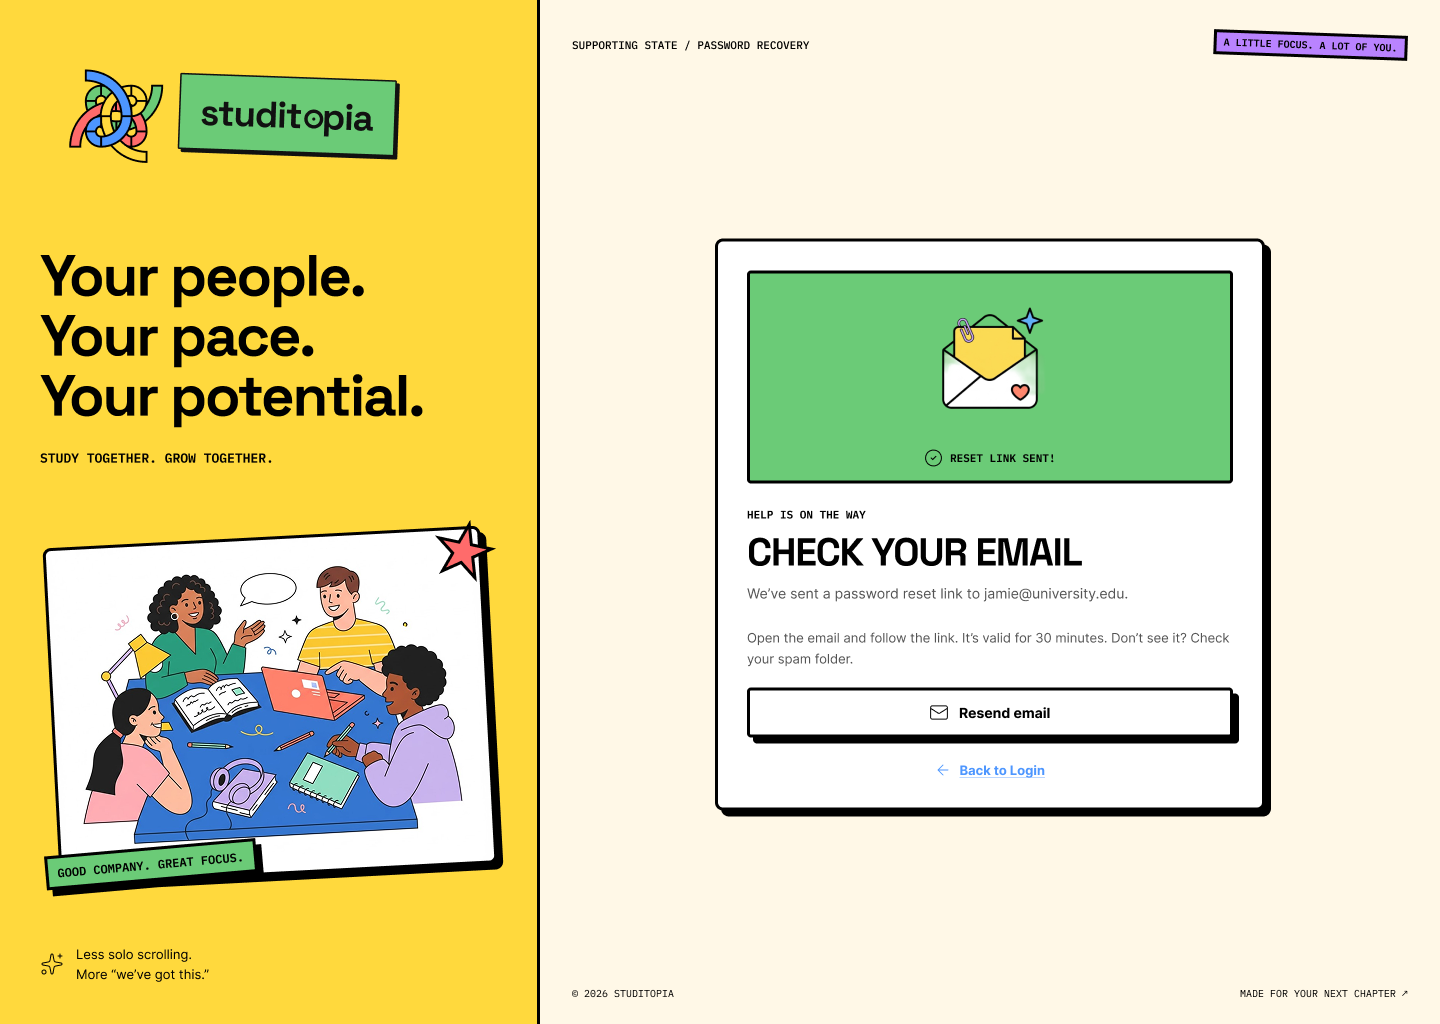 studitopia
Your people.
Your pace.
Your potential.
STUDY TOGETHER. GROW TOGETHER.
GOOD COMPANY. GREAT FOCUS.
Less solo scrolling.
More “we’ve got this.”
SUPPORTING STATE / PASSWORD RECOVERY
A LITTLE FOCUS. A LOT OF YOU.
RESET LINK SENT!
HELP IS ON THE WAY
CHECK YOUR EMAIL
We’ve sent a password reset link to jamie@university.edu.
Open the email and follow the link. It’s valid for 30 minutes. Don’t see it? Check
your spam folder.
Resend email
Back to Login
© 2026 STUDITOPIA
MADE FOR YOUR NEXT CHAPTER ↗